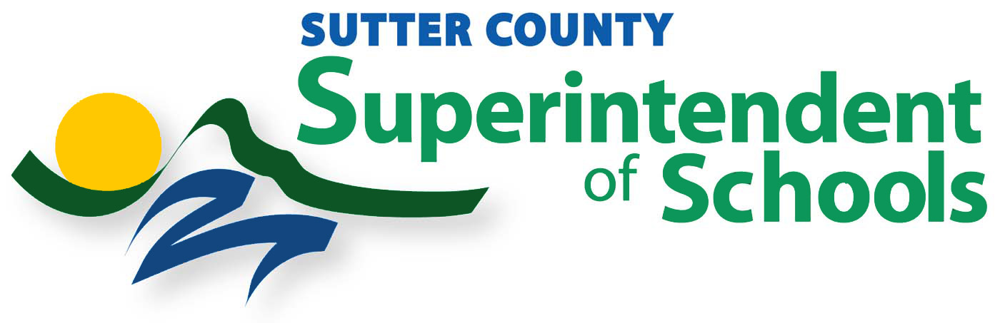 SUTTER COUNTY
Superintendent
of Schools